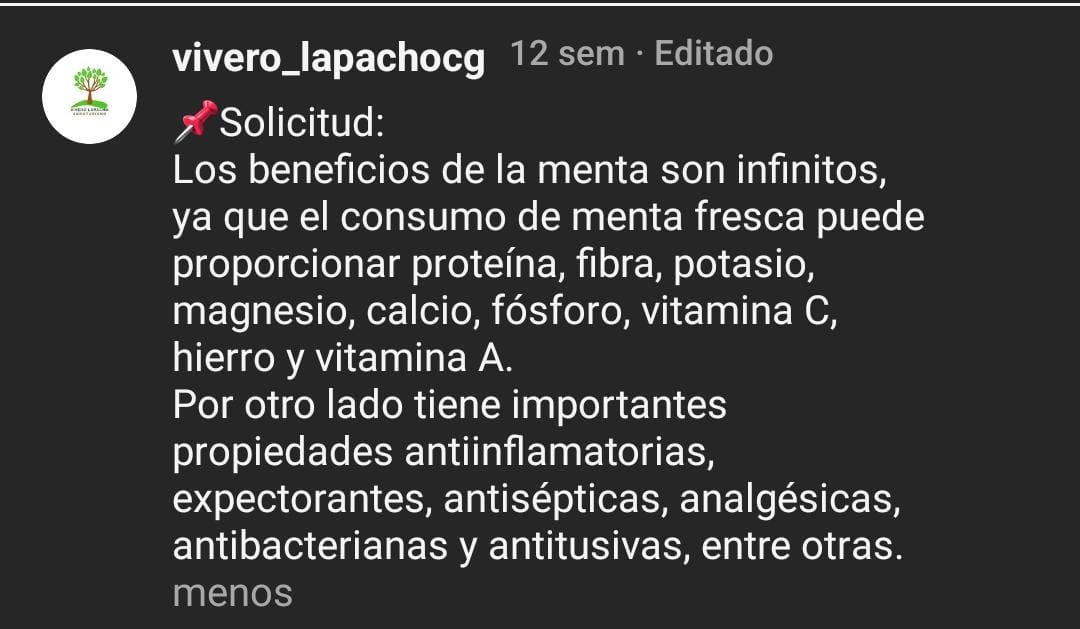 vivero_lapachocg 12 sem · Editado
📌Solicitud:
Los beneficios de la menta son infinitos,
ya que el consumo de menta fresca puede
proporcionar proteína, fibra, potasio,
magnesio, calcio, fósforo, vitamina C,
hierro y vitamina A.
Por otro lado tiene importantes
propiedades antiinflamatorias,
expectorantes, antisépticas, analgésicas,
antibacterianas y antitusivas, entre otras.
menos